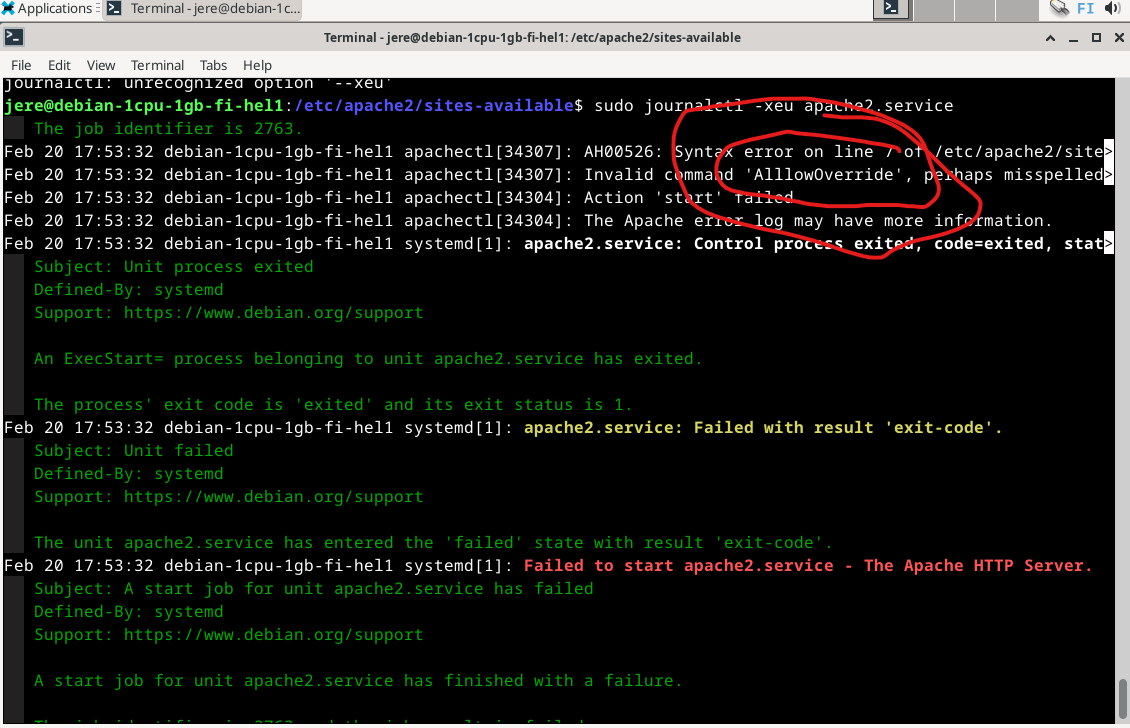 Applications
Terminal - jere@debian-1c...
FI
Terminal - jere@debian-1cpu-1gb-fi-hel1: /etc/apache2/sites-available
File Edit View Terminal Tabs Help
journalctl: unrecognized option '--xeu'
jere@debian-1cpu-1gb-fi-hel1:/etc/apache2/sites-available$ sudo journalctl -xeu apache2.service
The job identifier is 2763.
Feb 20 17:53:32 debian-1cpu-1gb-fi-hel1 apachectl[34307]: AH00526: Syntax error on line 7 of /etc/apache2/site>
Feb 20 17:53:32 debian-1cpu-1gb-fi-hel1 apachectl[34307]: Invalid command 'AlllowOverride', perhaps misspelled>
Feb 20 17:53:32 debian-1cpu-1gb-fi-hel1 apachectl[34304]: Action 'start' failed.
Feb 20 17:53:32 debian-1cpu-1gb-fi-hel1 apachectl[34304]: The Apache error log may have more information.
Feb 20 17:53:32 debian-1cpu-1gb-fi-hel1 systemd[1]: apache2.service: Control process exited, code=exited, stat>
Subject: Unit process exited
Defined-By: systemd
Support: https://www.debian.org/support
An ExecStart= process belonging to unit apache2.service has exited.
The process' exit code is 'exited' and its exit status is 1.
Feb 20 17:53:32 debian-1cpu-1gb-fi-hel1 systemd[1]: apache2.service: Failed with result 'exit-code'.
Subject: Unit failed
Defined-By: systemd
Support: https://www.debian.org/support
The unit apache2.service has entered the 'failed' state with result 'exit-code'.
Feb 20 17:53:32 debian-1cpu-1gb-fi-hel1 systemd[1]: Failed to start apache2.service - The Apache HTTP Server.
Subject: A start job for unit apache2.service has failed
Defined-By: systemd
Support: https://www.debian.org/support
A start job for unit apache2.service has finished with a failure.